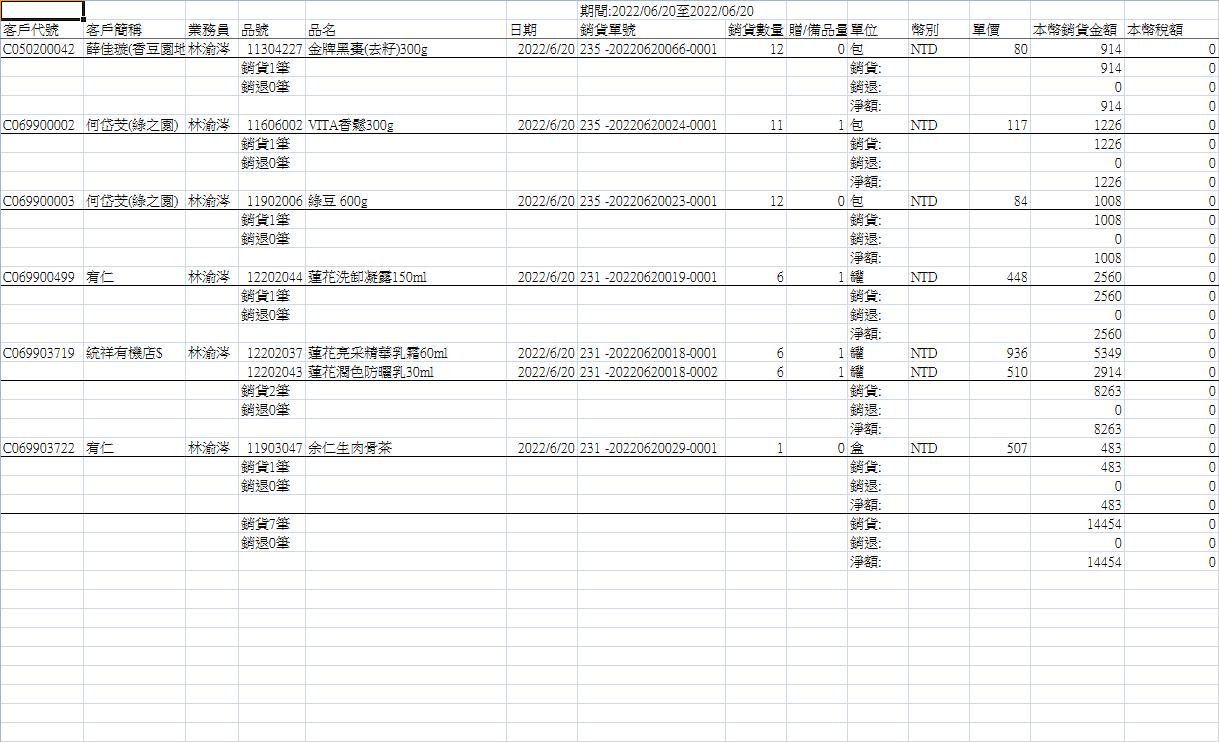 期間:2022/06/20至2022/06/20
客戶代號 客戶簡稱 業務員 品號 品名 日期 銷貨單號 銷貨數量 贈/備品量 單位 幣別 單價 本幣銷貨金額 本幣稅額
C050200042 薛佳璇(香豆園地 林渝涔 11304227 金牌黑棗(去籽)300g 2022/6/20 235 -20220620066-0001 12 0 包 NTD 80 914 0
銷貨1筆 銷貨: 914 0
銷退0筆 銷退: 0 0
淨額: 914 0
C069900002 何岱芠(綠之園) 林渝涔 11606002 VITA香鬆300g 2022/6/20 235 -20220620024-0001 11 1 包 NTD 117 1226 0
銷貨1筆 銷貨: 1226 0
銷退0筆 銷退: 0 0
淨額: 1226 0
C069900003 何岱芠(綠之園) 林渝涔 11902006 綠豆 600g 2022/6/20 235 -20220620023-0001 12 0 包 NTD 84 1008 0
銷貨1筆 銷貨: 1008 0
銷退0筆 銷退: 0 0
淨額: 1008 0
C069900499 宥仁 林渝涔 12202044 蓮花洗卸凝露150ml 2022/6/20 231 -20220620019-0001 6 1 罐 NTD 448 2560 0
銷貨1筆 銷貨: 2560 0
銷退0筆 銷退: 0 0
淨額: 2560 0
C069903719 統祥有機店S 林渝涔 12202037 蓮花亮采精華乳霜60ml 2022/6/20 231 -20220620018-0001 6 1 罐 NTD 936 5349 0
12202043 蓮花潤色防曬乳30ml 2022/6/20 231 -20220620018-0002 6 1 罐 NTD 510 2914 0
銷貨2筆 銷貨: 8263 0
銷退0筆 銷退: 0 0
淨額: 8263 0
C069903722 宥仁 林渝涔 11903047 余仁生肉骨茶 2022/6/20 231 -20220620029-0001 1 0 盒 NTD 507 483 0
銷貨1筆 銷貨: 483 0
銷退0筆 銷退: 0 0
淨額: 483 0
銷貨7筆 銷貨: 14454 0
銷退0筆 銷退: 0 0
淨額: 14454 0